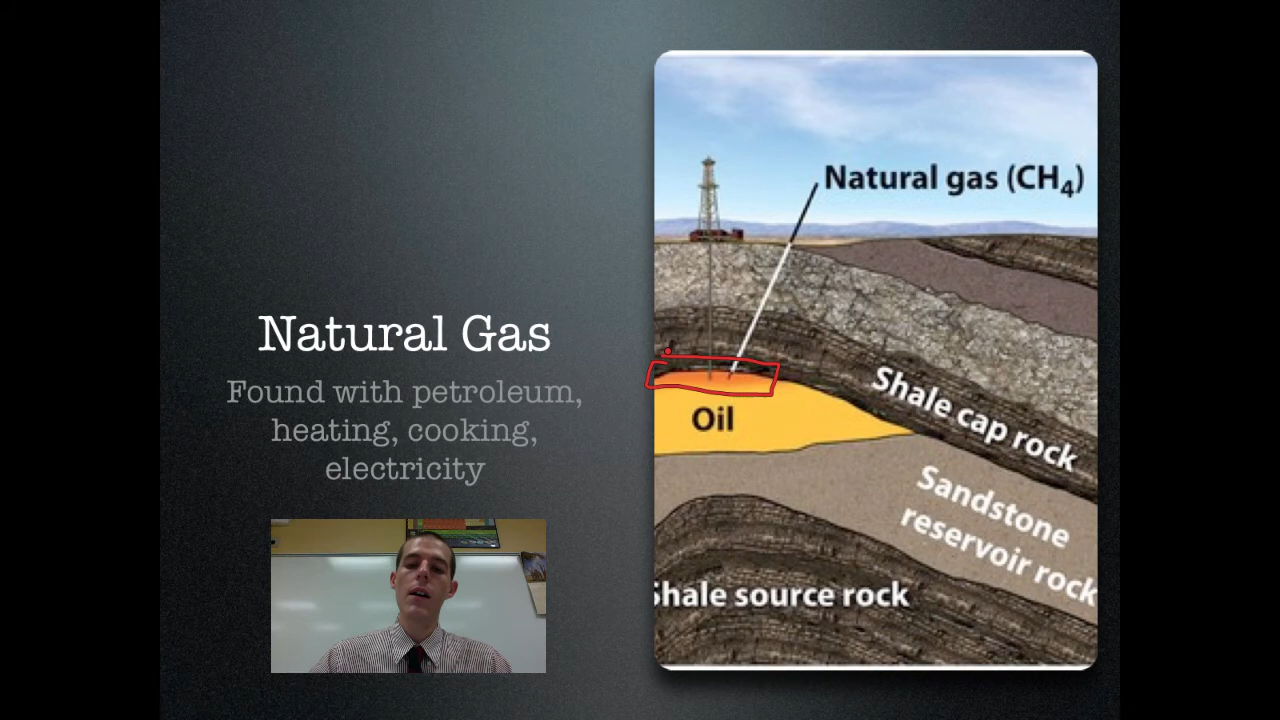 Natural Gas
Found with petroleum,
heating, cooking,
electricity
Natural gas (CH₄)
Oil
Shale cap rock
Sandstone
reservoir rock
Shale source rock